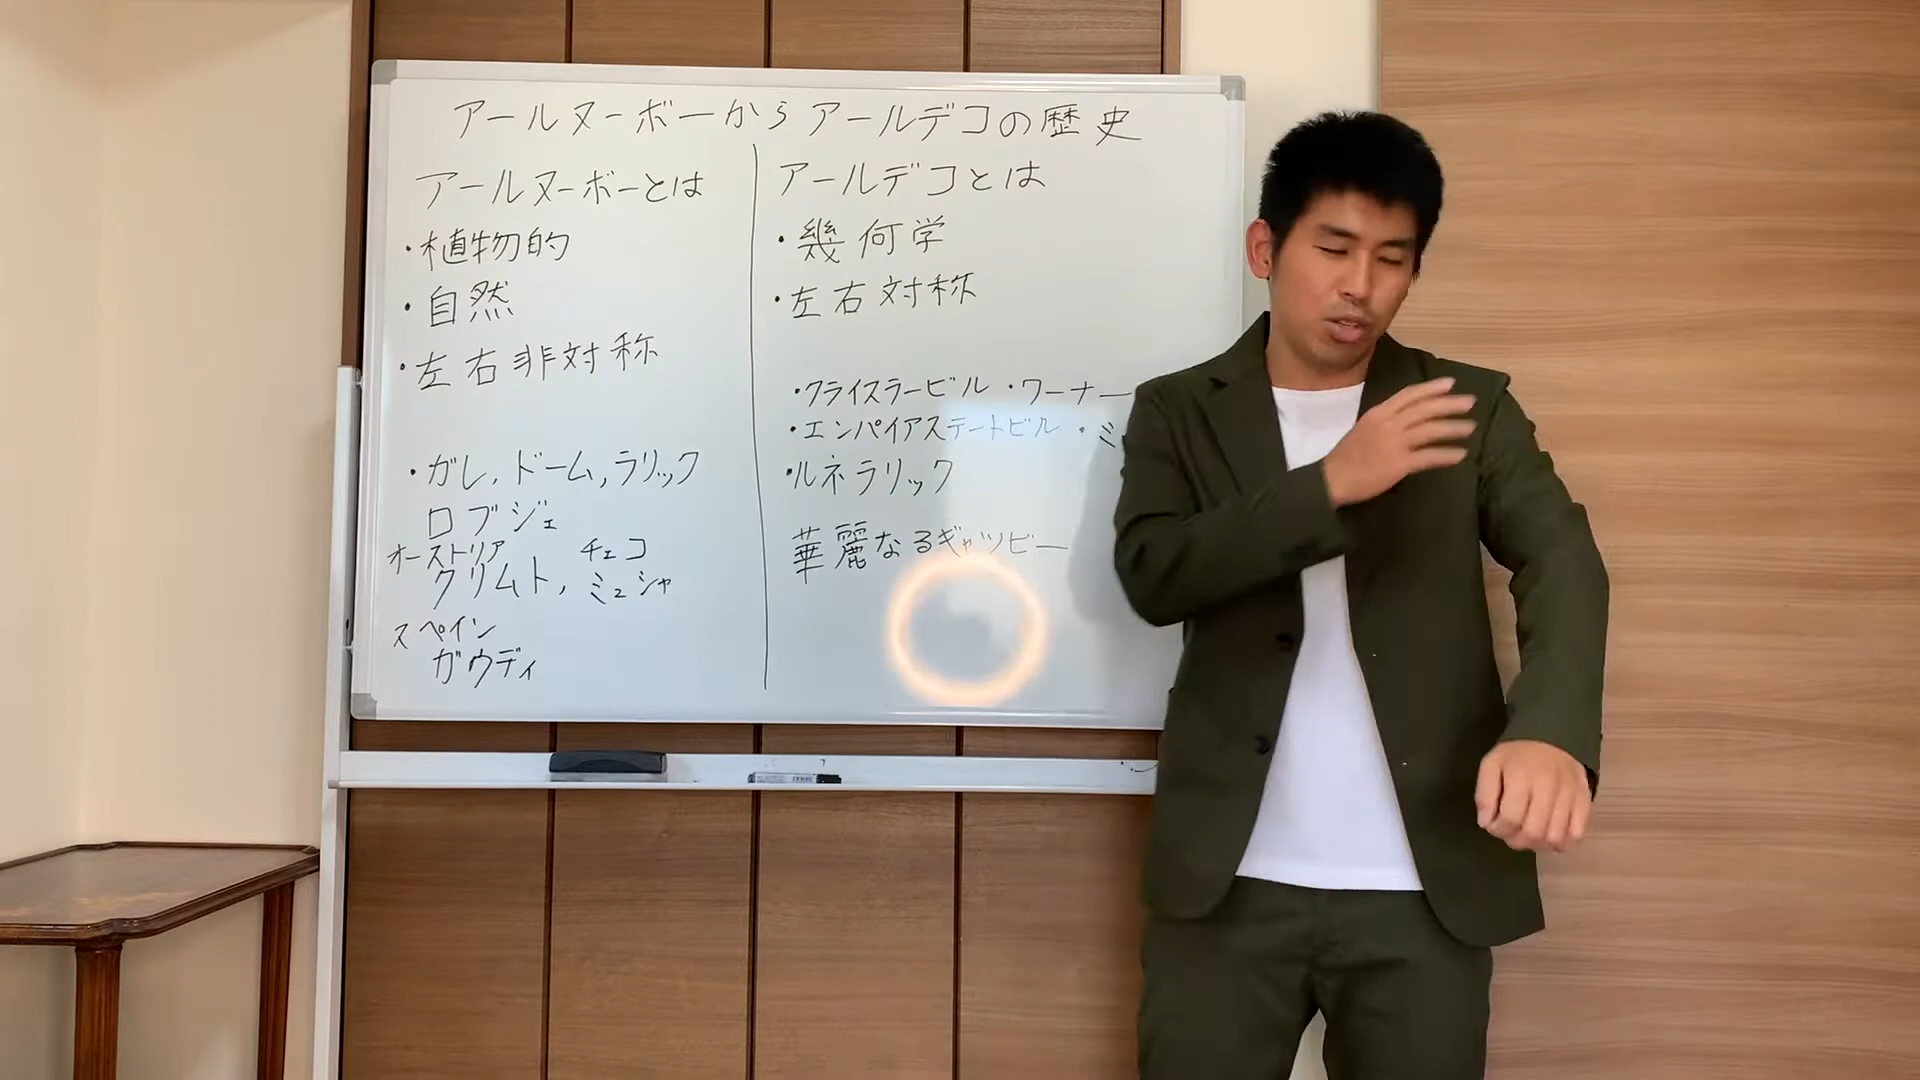 アールヌーボーからアールデコの歴史
アールヌーボーとは
・植物的
・自然
・左右非対称
・ガレ,ドーム,ラリック
ロブジェ
オーストリア チェコ
クリムト, ミュシャ
スペイン
ガウディ
アールデコとは
・幾何学
・左右対称
・クライスラービル ・ワーナー
・エンパイアステートビル ・ミ
・ルネラリック
華麗なるギャツビー